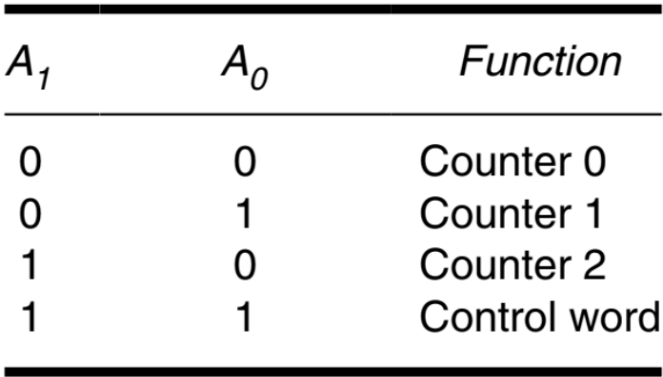 A1 A0 Function
0 0 Counter 0
0 1 Counter 1
1 0 Counter 2
1 1 Control word